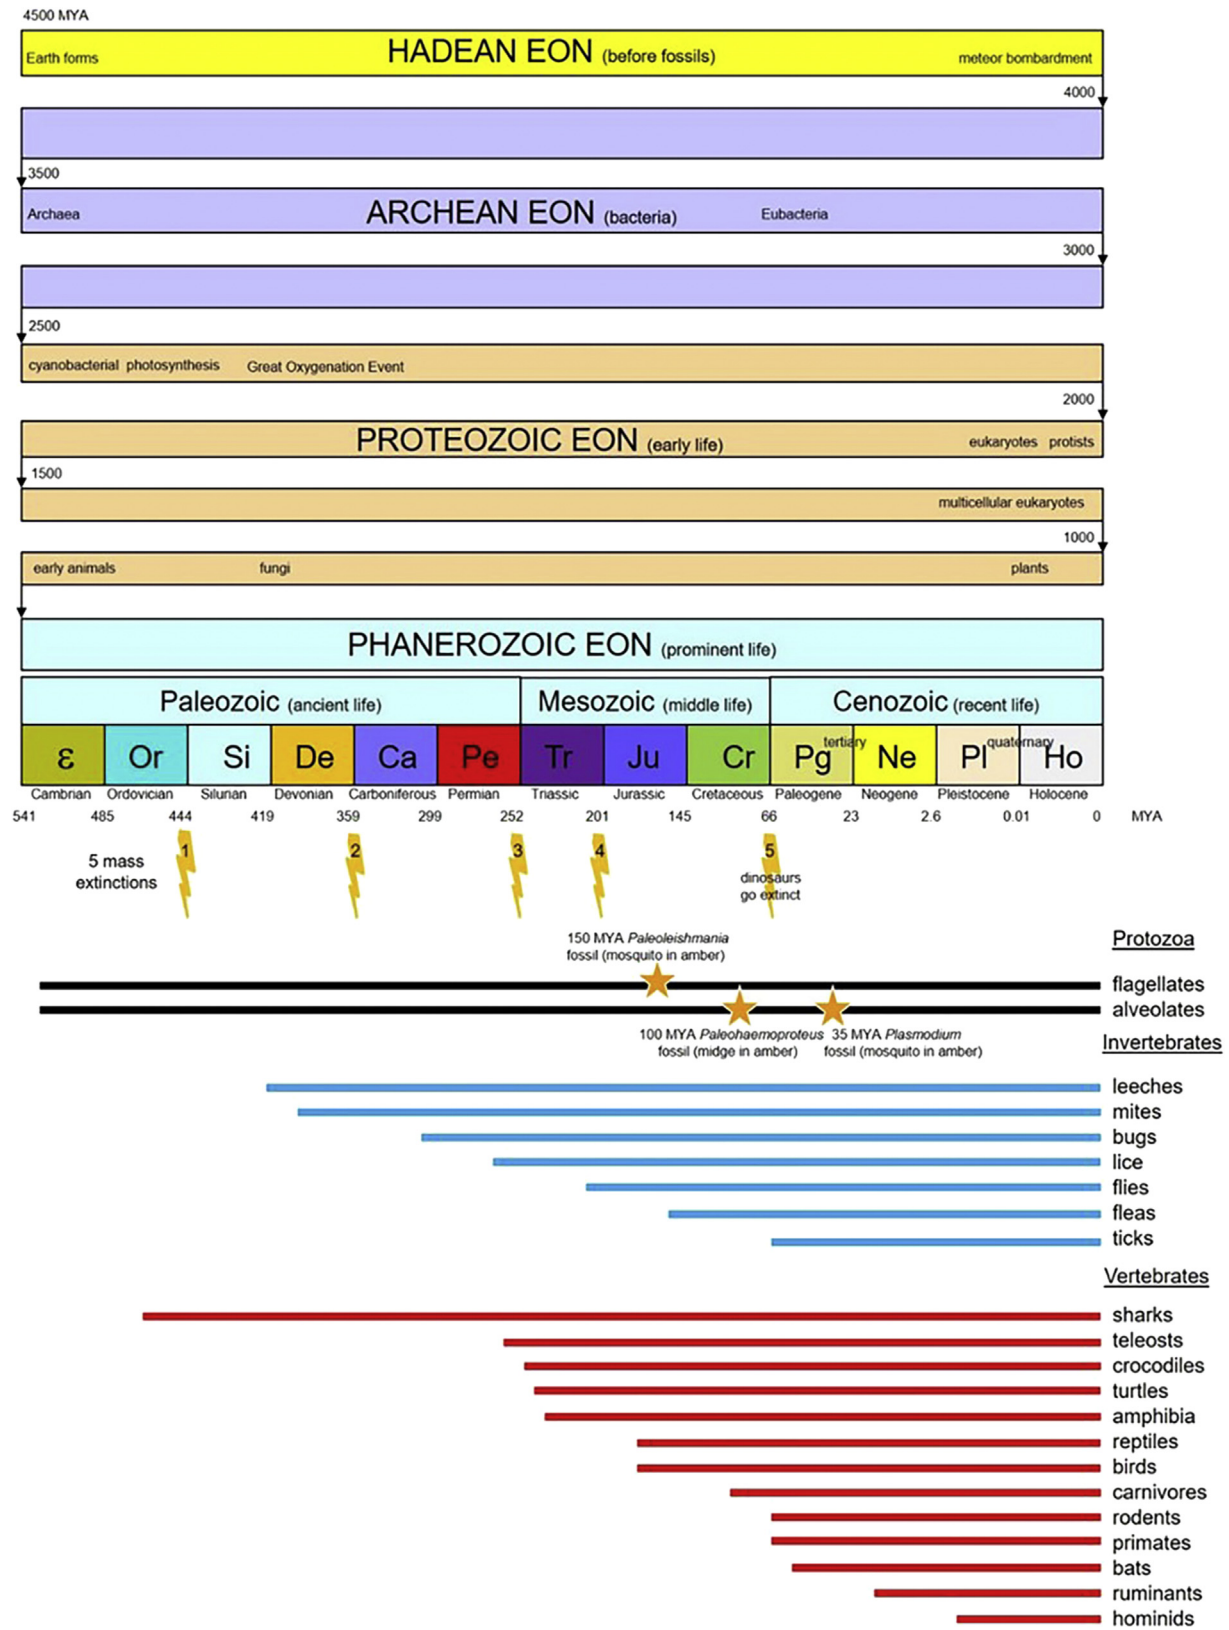 4500 MYA
HADEAN EON (before fossils)
Earth forms
meteor bombardment
4000
3500
Archaea
ARCHEAN EON (bacteria)
Eubacteria
3000
2500
cyanobacterial photosynthesis
Great Oxygenation Event
2000
PROTEOZOIC EON (early life)
eukaryotes protists
1500
multicellular eukaryotes
1000
early animals
fungi
plants
PHANEROZOIC EON (prominent life)
Paleozoic (ancient life)
Mesozoic (middle life)
Cenozoic (recent life)
tertiary
quaternary
ε Or Si De Ca Pe Tr Ju Cr Pg Ne Pl Ho
Cambrian Ordovician Silunan Devonian Carboniferous Permian Triassic Jurassic Cretaceous Paleogene Neogene Pleistocene Holocene
541 485 444 419 359 299 252 201 145 66 23 2.6 0.01 0 MYA
5 mass
extinctions
1 2 3 4 5
dinosaurs
go extinct
150 MYA Paleoleishmania
fossil (mosquito in amber)
Protozoa
flagellates
alveolates
100 MYA Paleohaemoproteus
fossil (midge in amber)
35 MYA Plasmodium
fossil (mosquito in amber)
Invertebrates
leeches
mites
bugs
lice
flies
fleas
ticks
Vertebrates
sharks
teleosts
crocodiles
turtles
amphibia
reptiles
birds
carnivores
rodents
primates
bats
ruminants
hominids